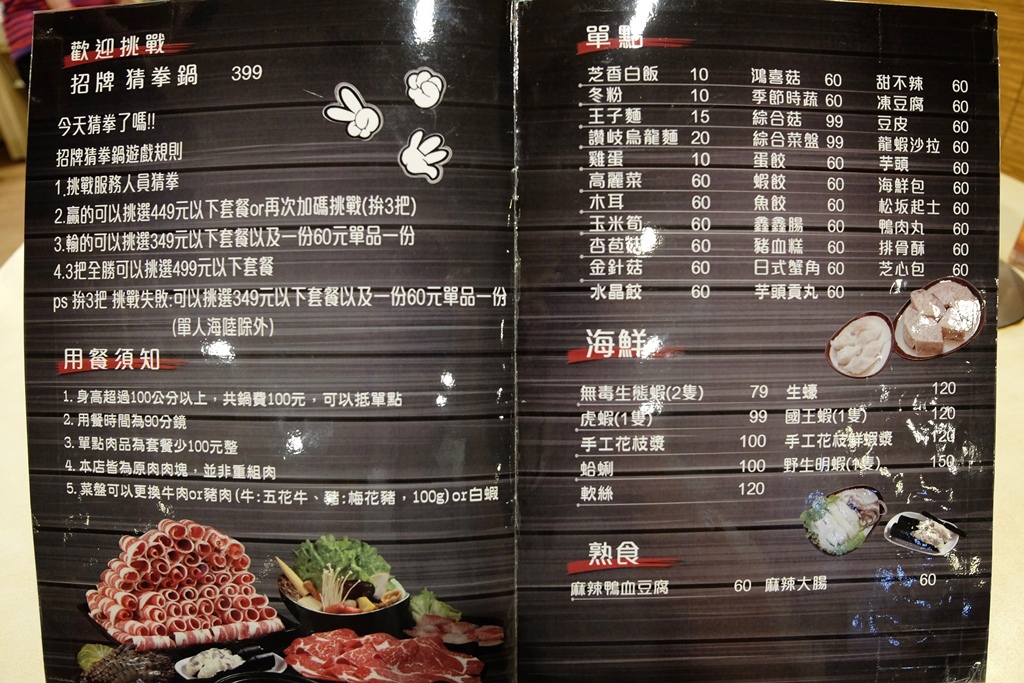 歡迎挑戰
招牌 猜拳鍋 399
今天猜拳了嗎!!
招牌猜拳鍋遊戲規則
1.挑戰服務人員猜拳
2.贏的可以挑選449元以下套餐or再次加碼挑戰(拚3把)
3.輸的可以挑選349元以下套餐以及一份60元單品一份
4.3把全勝可以挑選499元以下套餐
ps 拚3把 挑戰失敗:可以挑選349元以下套餐以及一份60元單品一份
(單人海陸除外)
用餐須知
1. 身高超過100公分以上，共鍋費100元，可以抵單點
2. 用餐時間為90分鐘
3. 單點肉品為套餐少100元整
4. 本店皆為原肉肉塊，並非重組肉
5. 菜盤可以更換牛肉or豬肉(牛:五花牛、豬:梅花豬，100g)or白蝦
單點
芝香白飯 10
冬粉 10
王子麵 15
讚岐烏龍麵 20
雞蛋 10
高麗菜 60
木耳 60
玉米筍 60
杏苞菇 60
金針菇 60
水晶餃 60
鴻喜菇 60
季節時蔬 60
綜合菇 99
綜合菜盤 99
蛋餃 60
蝦餃 60
魚餃 60
鑫鑫腸 60
豬血糕 60
日式蟹角 60
芋頭貢丸 60
甜不辣 60
凍豆腐 60
豆皮 60
龍蝦沙拉 60
芋頭 60
海鮮包 60
松坂起士 60
鴨肉丸 60
排骨酥 60
芝心包 60
海鮮
無毒生態蝦(2隻) 79
虎蝦(1隻) 99
手工花枝漿 100
蛤蜊 100
軟絲 120
生蠔 120
國王蝦(1隻) 120
手工花枝鮮蝦漿 120
野生明蝦(1隻) 150
熟食
麻辣鴨血豆腐 60
麻辣大腸 60